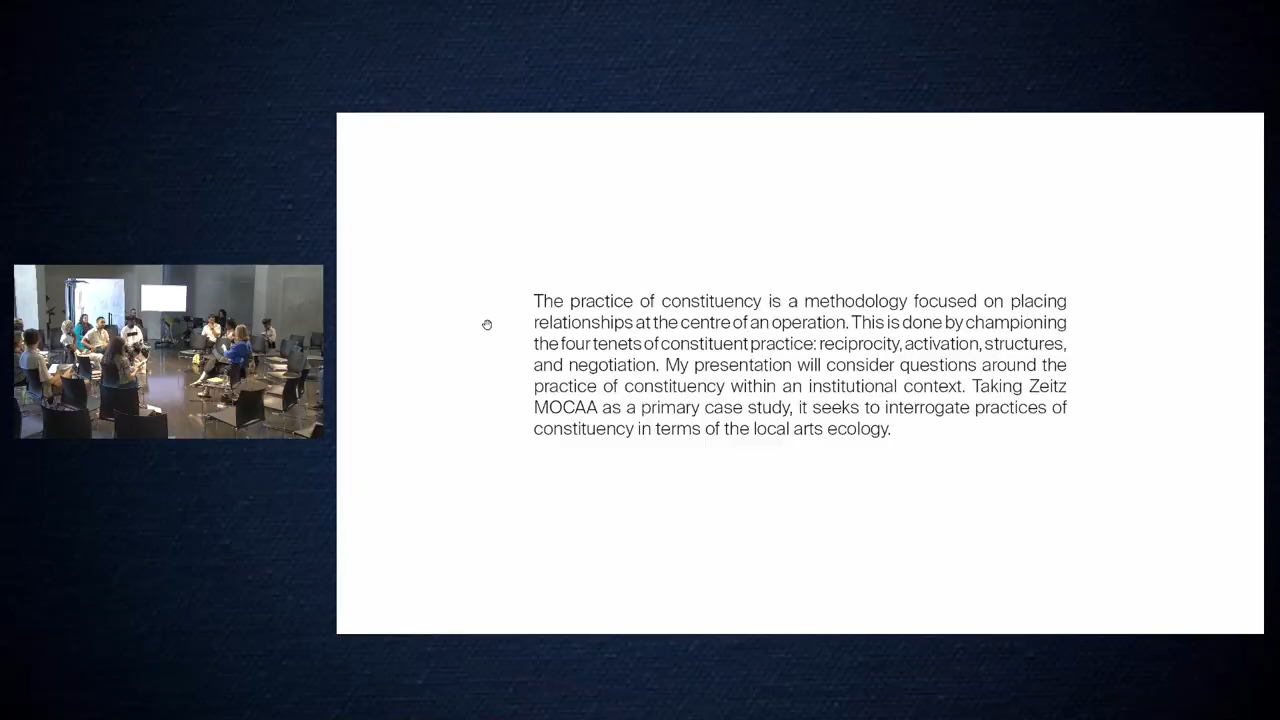 The practice of constituency is a methodology focused on placing
relationships at the centre of an operation. This is done by championing
the four tenets of constituent practice: reciprocity, activation, structures,
and negotiation. My presentation will consider questions around the
practice of constituency within an institutional context. Taking Zeitz
MOCAA as a primary case study, it seeks to interrogate practices of
constituency in terms of the local arts ecology.